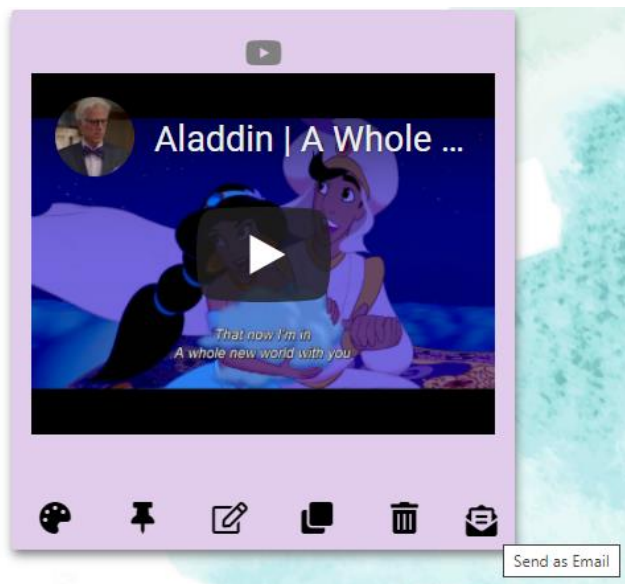 Aladdin | A Whole ...
That now I'm in
A whole new world with you
Send as Email